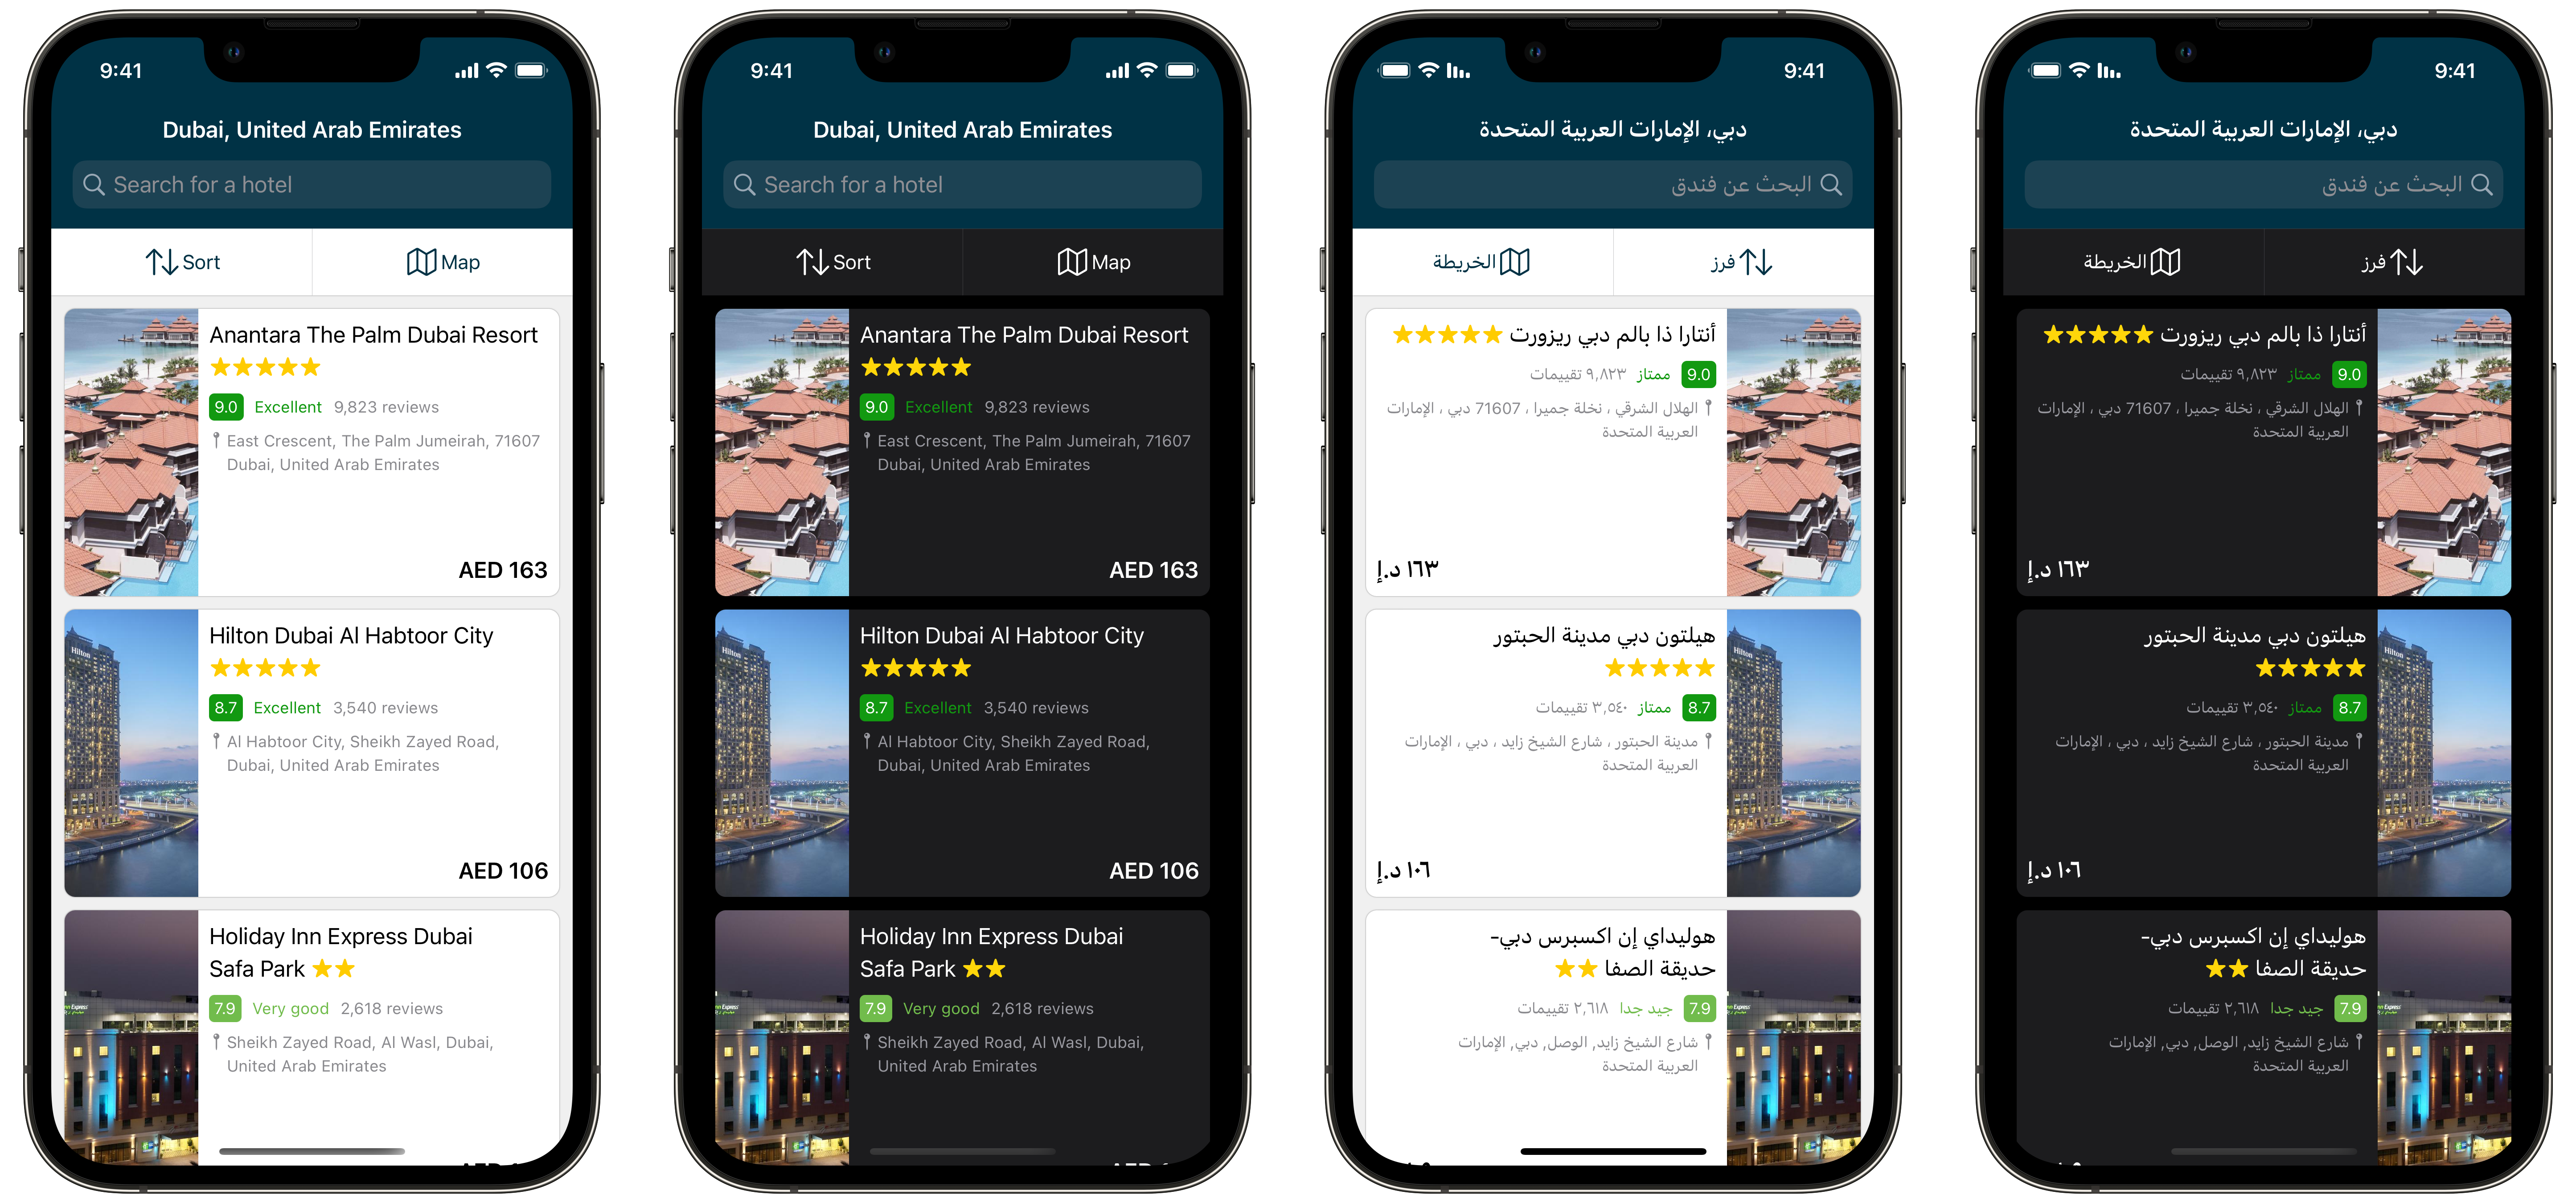 9:41
Dubai, United Arab Emirates
Search for a hotel
Sort
Map
Anantara The Palm Dubai Resort
9.0 Excellent 9,823 reviews
East Crescent, The Palm Jumeirah, 71607
Dubai, United Arab Emirates
AED 163
Hilton
Hilton Dubai Al Habtoor City
8.7 Excellent 3,540 reviews
Al Habtoor City, Sheikh Zayed Road,
Dubai, United Arab Emirates
AED 106
Holiday Inn Express Dubai
Safa Park
7.9 Very good 2,618 reviews
Sheikh Zayed Road, Al Wasl, Dubai,
United Arab Emirates
9:41
Dubai, United Arab Emirates
Search for a hotel
Sort
Map
Anantara The Palm Dubai Resort
9.0 Excellent 9,823 reviews
East Crescent, The Palm Jumeirah, 71607
Dubai, United Arab Emirates
AED 163
Hilton
Hilton Dubai Al Habtoor City
8.7 Excellent 3,540 reviews
Al Habtoor City, Sheikh Zayed Road,
Dubai, United Arab Emirates
AED 106
Holiday Inn Express Dubai
Safa Park
7.9 Very good 2,618 reviews
Sheikh Zayed Road, Al Wasl, Dubai,
United Arab Emirates
9:41
دبي، الإمارات العربية المتحدة
البحث عن فندق
فرز
الخريطة
أنتارا ذا بالم دبي ريزورت
9.0 ممتاز ٩,٨٢٣ تقييمات
الهلال الشرقي ، نخلة جميرا ، 71607 دبي ، الإمارات
العربية المتحدة
١٦٣ د.إ
Hilton
هيلتون دبي مدينة الحبتور
8.7 ممتاز ٣,٥٤٠ تقييمات
مدينة الحبتور ، شارع الشيخ زايد ، دبي ، الإمارات
العربية المتحدة
١٠٦ د.إ
هوليداي إن اكسبرس دبي-
حديقة الصفا
7.9 جيد جدا ٢,٦١٨ تقييمات
شارع الشيخ زايد, الوصل, دبي, الإمارات
العربية المتحدة
9:41
دبي، الإمارات العربية المتحدة
البحث عن فندق
فرز
الخريطة
أنتارا ذا بالم دبي ريزورت
9.0 ممتاز ٩,٨٢٣ تقييمات
الهلال الشرقي ، نخلة جميرا ، 71607 دبي ، الإمارات
العربية المتحدة
١٦٣ د.إ
Hilton
هيلتون دبي مدينة الحبتور
8.7 ممتاز ٣,٥٤٠ تقييمات
مدينة الحبتور ، شارع الشيخ زايد ، دبي ، الإمارات
العربية المتحدة
١٠٦ د.إ
هوليداي إن اكسبرس دبي-
حديقة الصفا
7.9 جيد جدا ٢,٦١٨ تقييمات
شارع الشيخ زايد, الوصل, دبي, الإمارات
العربية المتحدة